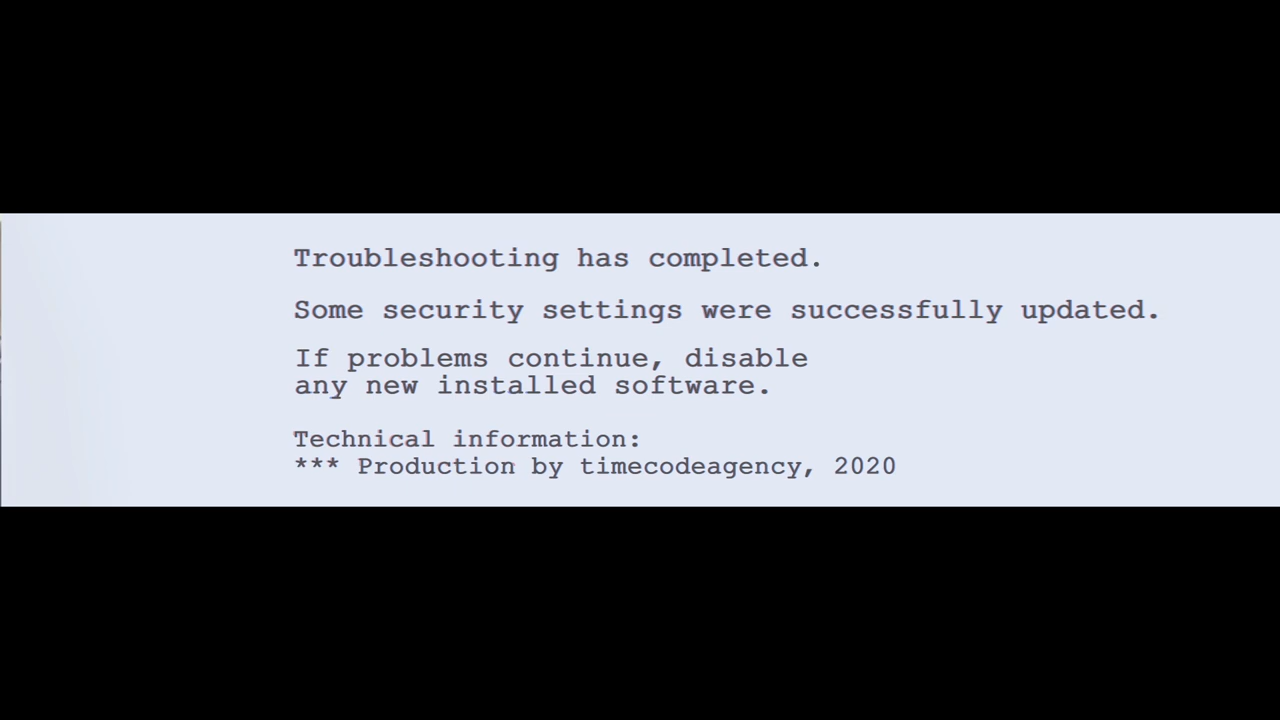 Troubleshooting has completed.
Some security settings were successfully updated.
If problems continue, disable
any new installed software.
Technical information:
*** Production by timecodeagency, 2020